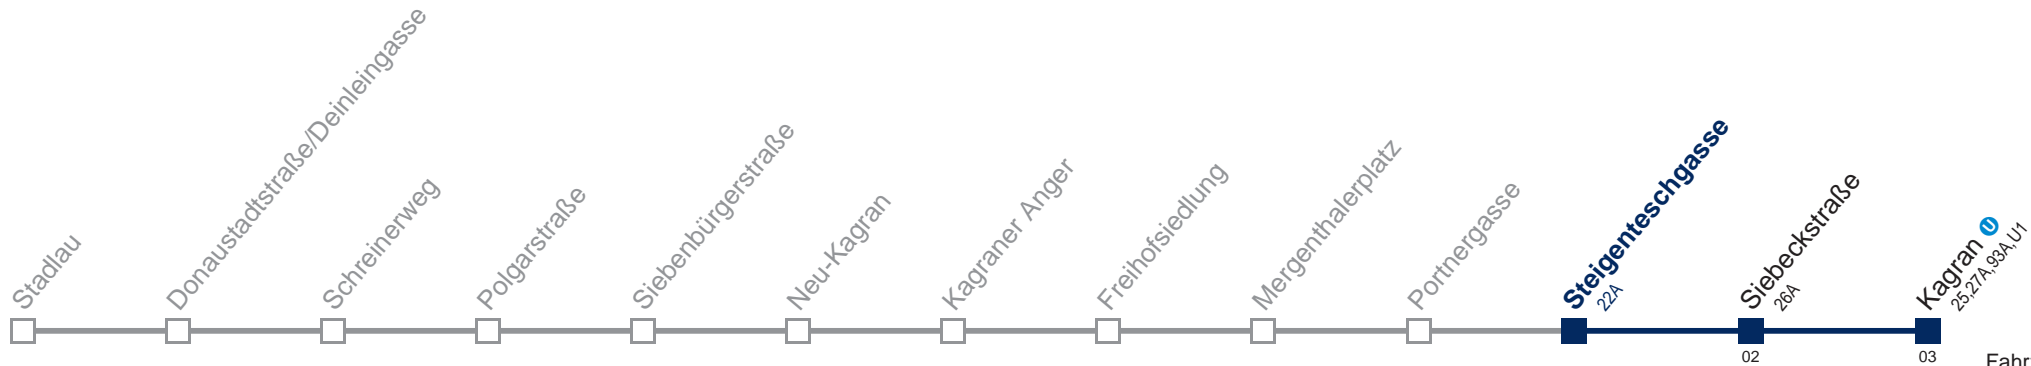 Stadlau
Donaustadtstraße/Deinleingasse
Schreinerweg
Polgarstraße
Siebenbürgerstraße
Neu-Kagran
Kagraner Anger
Freihofsiedlung
Mergenthalerplatz
Portnergasse
Steigenteschgasse
22A
Siebeckstraße
26A
Kagran U
25,27A,93A,U1
02
03
Fahr